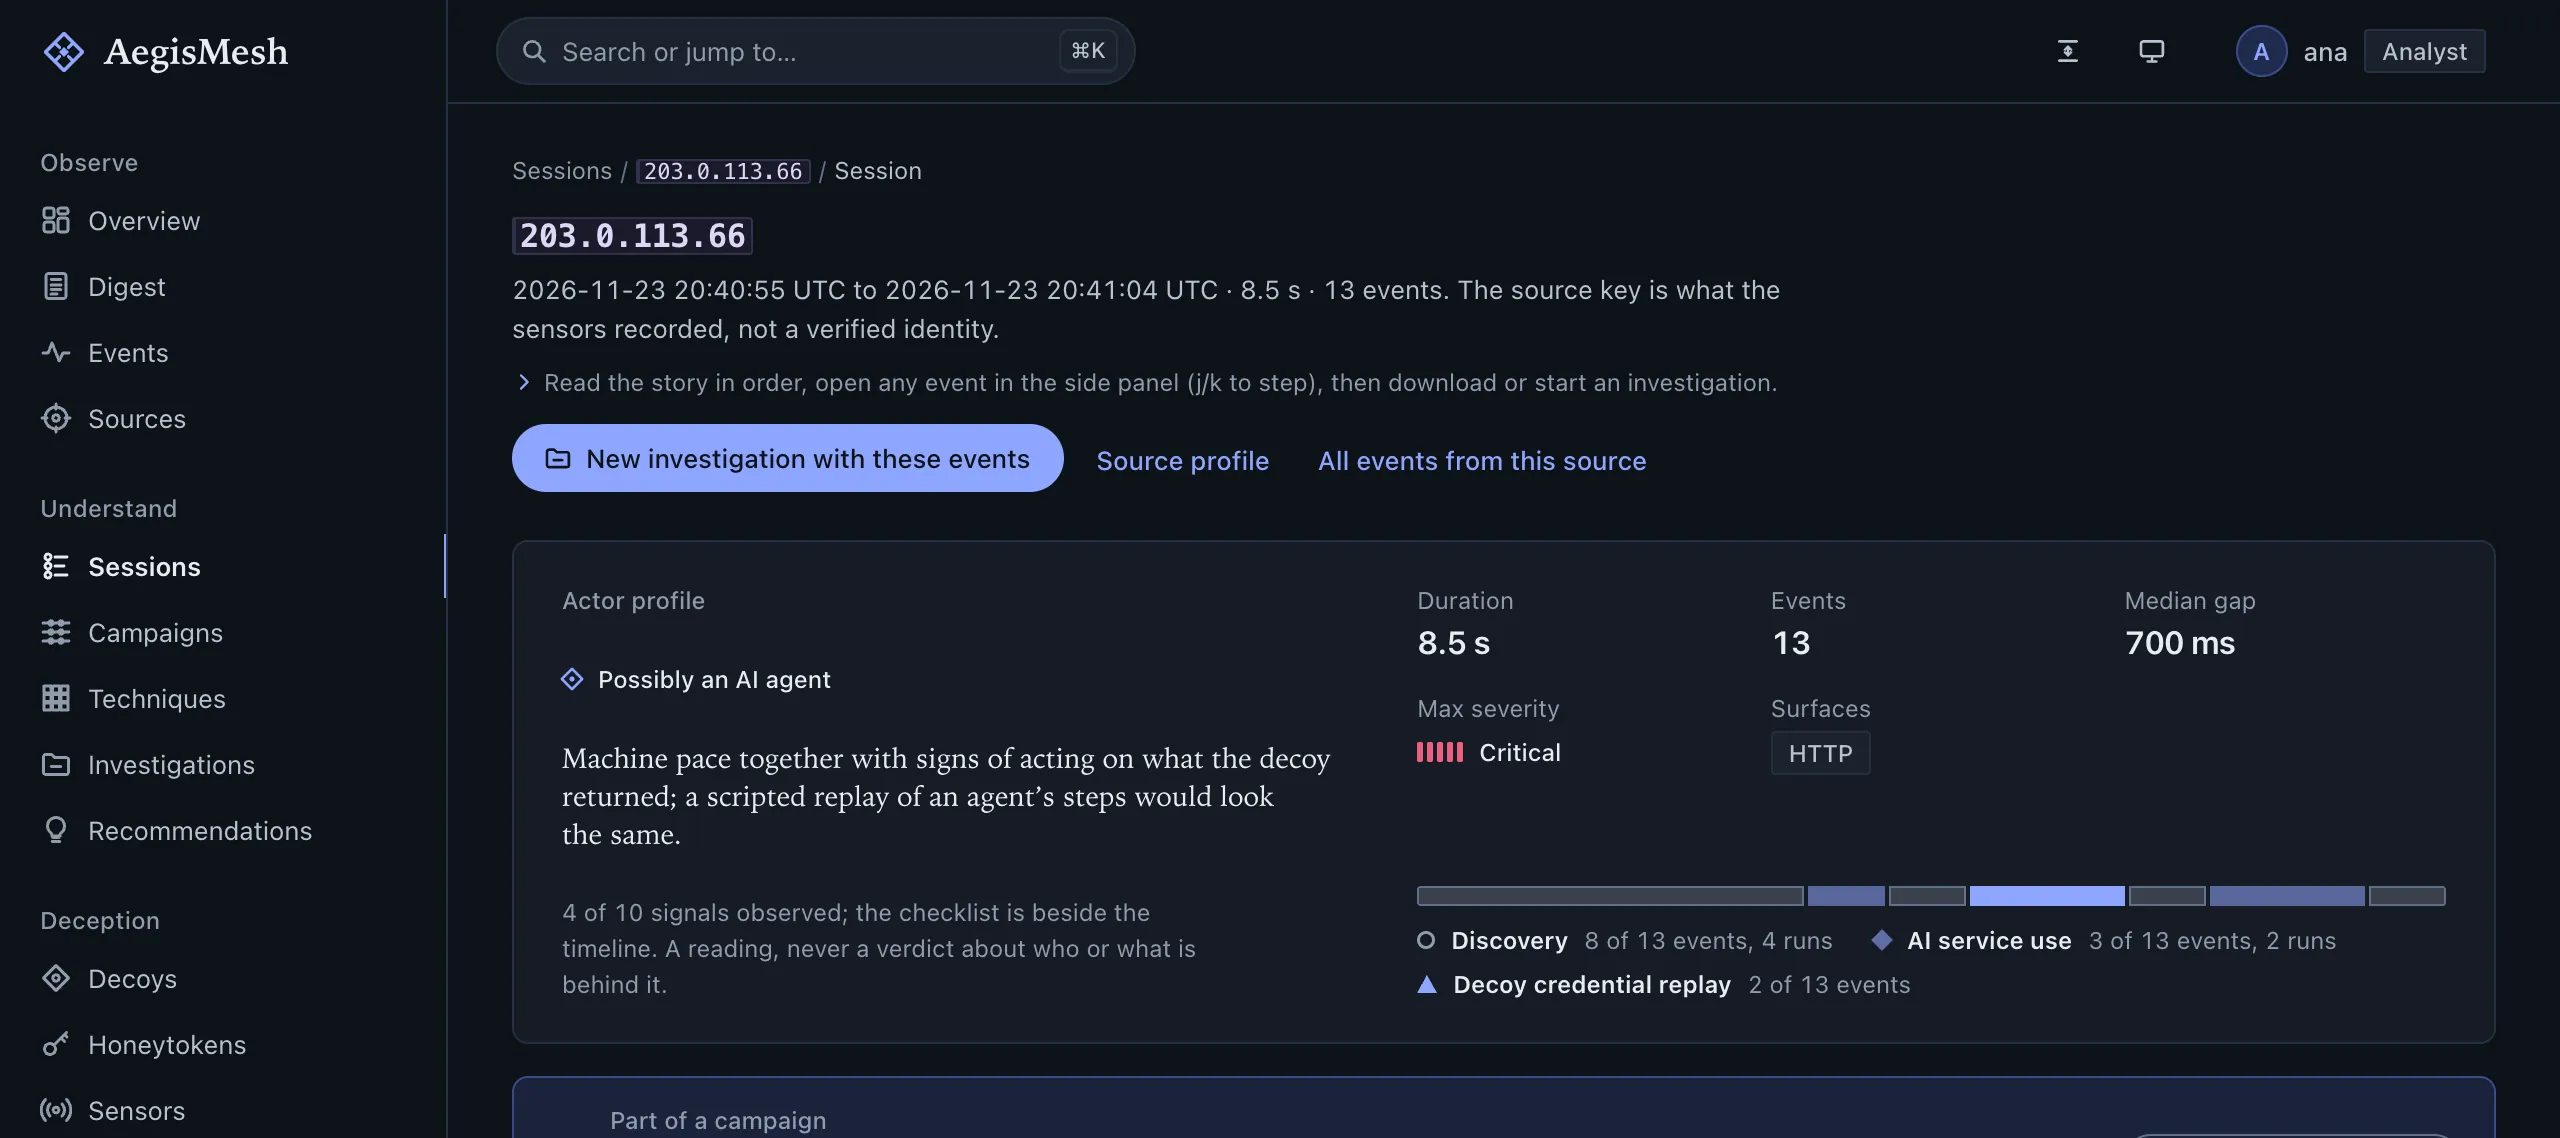 AegisMesh
Search or jump to...
⌘K
A
ana
Analyst
Observe
Overview
Digest
Events
Sources
Understand
Sessions
Campaigns
Techniques
Investigations
Recommendations
Deception
Decoys
Honeytokens
Sensors
Sessions / 203.0.113.66 / Session
203.0.113.66
2026-11-23 20:40:55 UTC to 2026-11-23 20:41:04 UTC · 8.5 s · 13 events. The source key is what the
sensors recorded, not a verified identity.
Read the story in order, open any event in the side panel (j/k to step), then download or start an investigation.
New investigation with these events
Source profile
All events from this source
Actor profile
Possibly an AI agent
Machine pace together with signs of acting on what the decoy
returned; a scripted replay of an agent’s steps would look
the same.
4 of 10 signals observed; the checklist is beside the
timeline. A reading, never a verdict about who or what is
behind it.
Duration
8.5 s
Events
13
Median gap
700 ms
Max severity
Critical
Surfaces
HTTP
Discovery 8 of 13 events, 4 runs
AI service use 3 of 13 events, 2 runs
Decoy credential replay 2 of 13 events
Part of a campaign